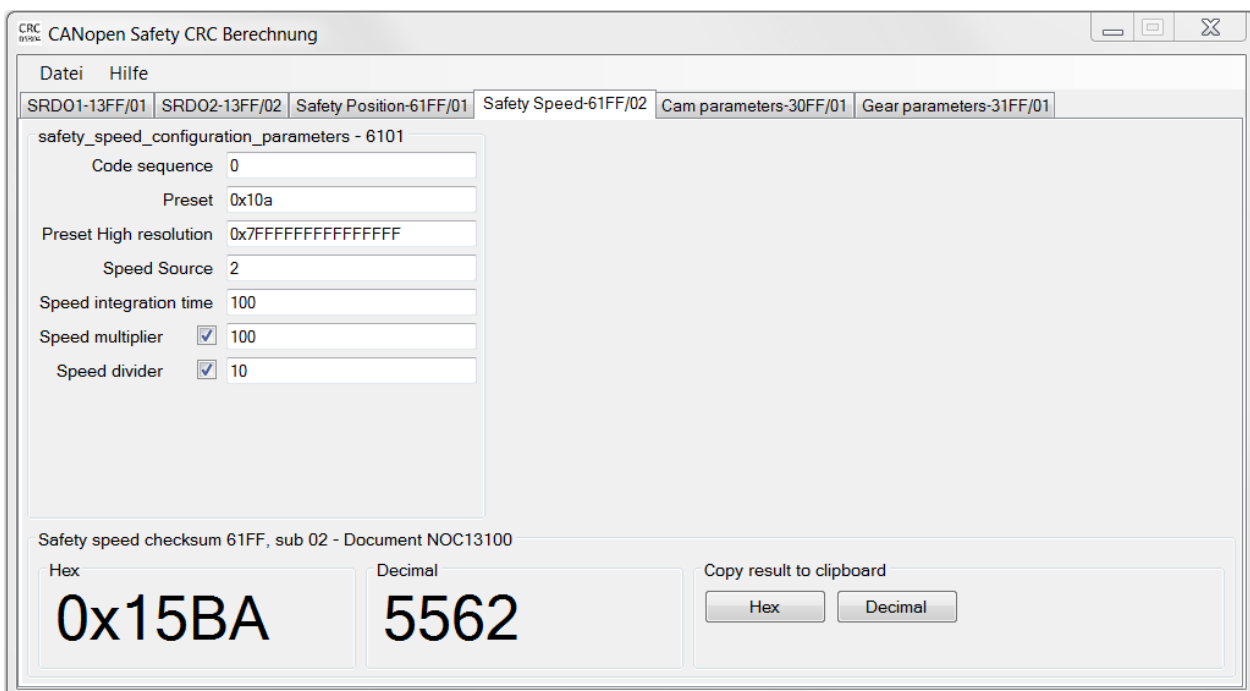 CRC CANopen Safety CRC Berechnung
Datei Hilfe
SRDO1-13FF/01 SRDO2-13FF/02 Safety Position-61FF/01 Safety Speed-61FF/02 Cam parameters-30FF/01 Gear parameters-31FF/01
safety_speed_configuration_parameters - 6101
Code sequence 0
Preset 0x10a
Preset High resolution 0x7FFFFFFFFFFFFFFF
Speed Source 2
Speed integration time 100
Speed multiplier 100
Speed divider 10
Safety speed checksum 61FF, sub 02 - Document NOC13100
Hex Decimal Copy result to clipboard
0x15BA 5562 Hex Decimal